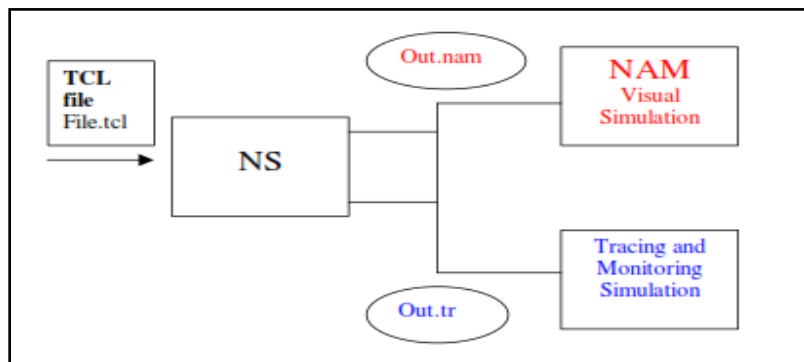 TCL
file
File.tcl
NS
Out.nam
NAM
Visual
Simulation
Out.tr
Tracing and
Monitoring
Simulation